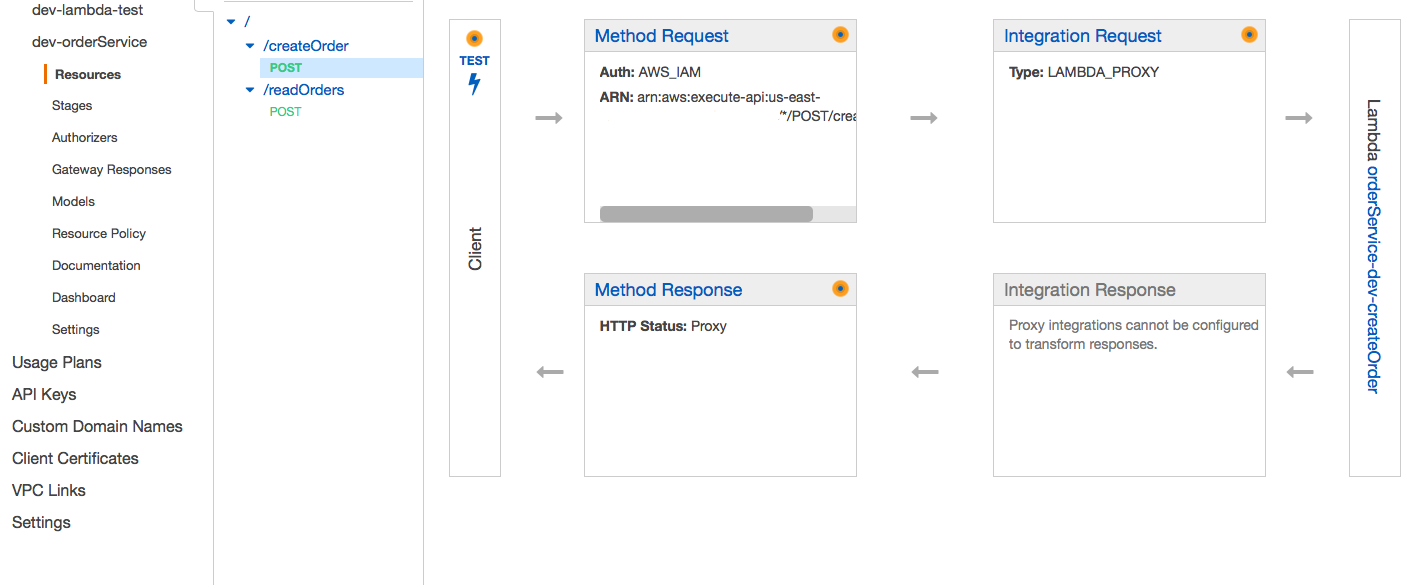 dev-lambda-test
dev-orderService
Resources
Stages
Authorizers
Gateway Responses
Models
Resource Policy
Documentation
Dashboard
Settings
Usage Plans
API Keys
Custom Domain Names
Client Certificates
VPC Links
Settings
/
/createOrder
POST
/readOrders
POST
TEST
Client
Method Request
Auth: AWS_IAM
ARN: arn:aws:execute-api:us-east-
/*/POST/crea
Integration Request
Type: LAMBDA_PROXY
Method Response
HTTP Status: Proxy
Integration Response
Proxy integrations cannot be configured
to transform responses.
Lambda orderService-dev-createOrder